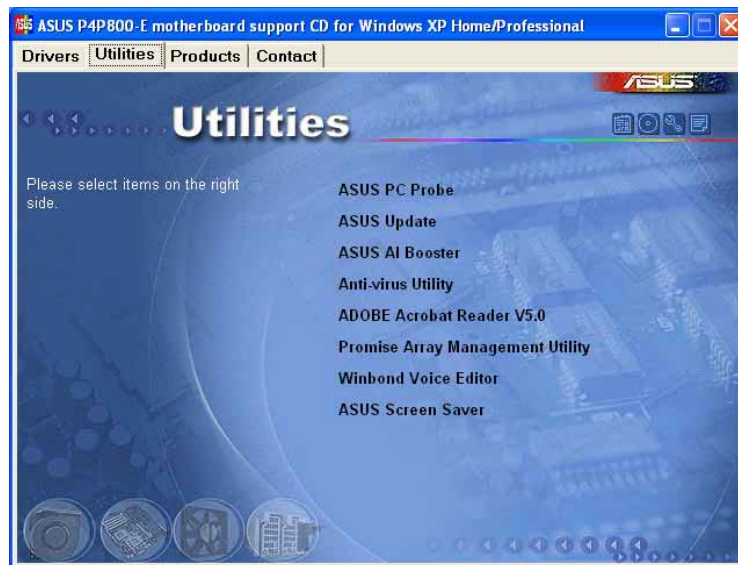 ASUS P4P800-E motherboard support CD for Windows XP Home/Professional
Drivers Utilities Products Contact
ASUS
Utilities
Please select items on the right
side.
ASUS PC Probe
ASUS Update
ASUS AI Booster
Anti-virus Utility
ADOBE Acrobat Reader V5.0
Promise Array Management Utility
Winbond Voice Editor
ASUS Screen Saver